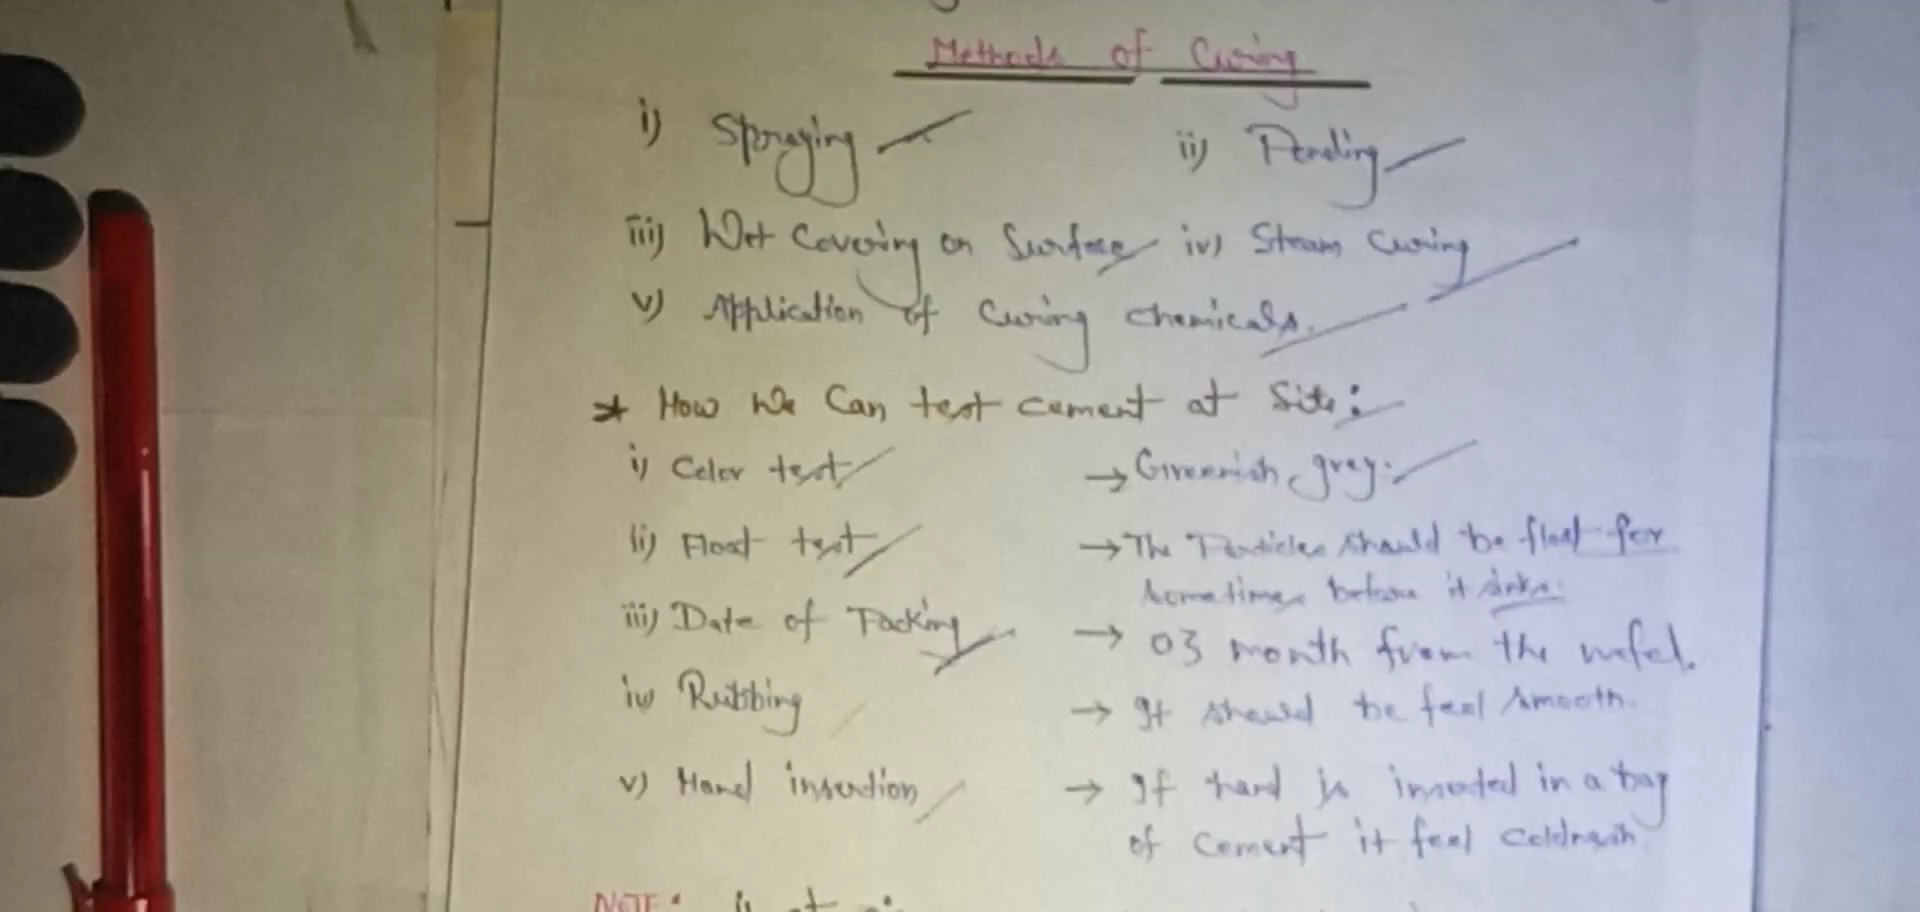 Methods of Curing
i) Spraying ii) Ponding
iii) Wet Covering on Surface iv) Steam Curing
v) Application of Curing chemicals.
* How We Can test cement at Site:
i) Color test → Greenish grey.
ii) Float test → The Particles should be float for
sometimes before it sinks.
iii) Date of Packing → 03 month from the mfd.
iv) Rubbing → It should be feel smooth.
v) Hand insertion → If hand is inserted in a bag
of cement it feel
NOTE: